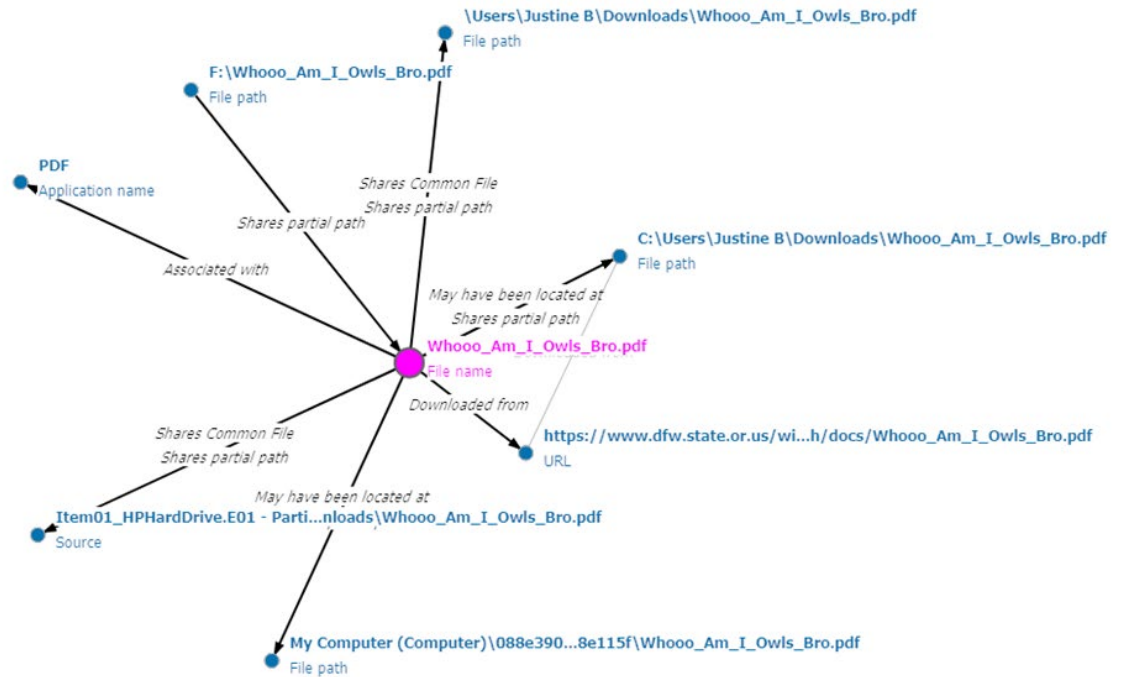 \Users\Justine B\Downloads\Whooo_Am_I_Owls_Bro.pdf
File path
F:\Whooo_Am_I_Owls_Bro.pdf
File path
PDF
Application name
Shares Common File
Shares partial path
Shares partial path
C:\Users\Justine B\Downloads\Whooo_Am_I_Owls_Bro.pdf
File path
Associated with
May have been located at
Shares partial path
Whooo_Am_I_Owls_Bro.pdf
File name
Downloaded from
Shares Common File
Shares partial path
https://www.dfw.state.or.us/wi...h/docs/Whooo_Am_I_Owls_Bro.pdf
URL
May have been located at
Item01_HPHardDrive.E01 - Parti...nloads\Whooo_Am_I_Owls_Bro.pdf
Source
My Computer (Computer)\088e390...8e115f\Whooo_Am_I_Owls_Bro.pdf
File path